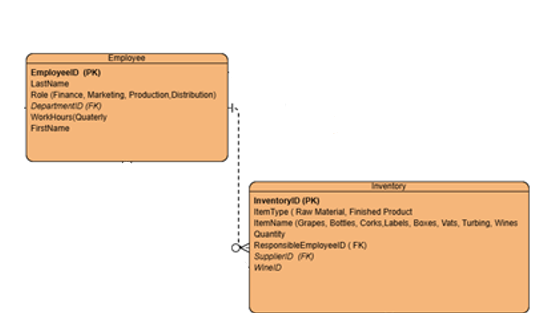 Employee
EmployeeID (PK)
LastName
Role (Finance, Marketing, Production,Distribution)
DepartmentID (FK)
WorkHours(Quaterly
FirstName
Inventory
InventoryID (PK)
ItemType ( Raw Material, Finished Product
ItemName (Grapes, Bottles, Corks,Labels, Boxes, Vats, Turbing, Wines
Quantity
ResponsibleEmployeeID ( FK)
SupplierID (FK)
WineID